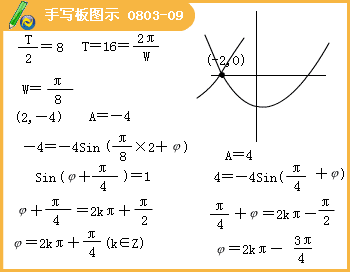 手写板图示 0803-09
T/2=8 T=16=2π/W
W=π/8
(-2,0)
(2,-4) A=-4
-4=-4Sin(π/8×2+φ)
Sin(φ+π/4)=1
φ+π/4=2kπ+π/2
φ=2kπ+π/4(k∈Z)
A=4
4=-4Sin(π/4+φ)
π/4+φ=2kπ-π/2
φ=2kπ-3π/4